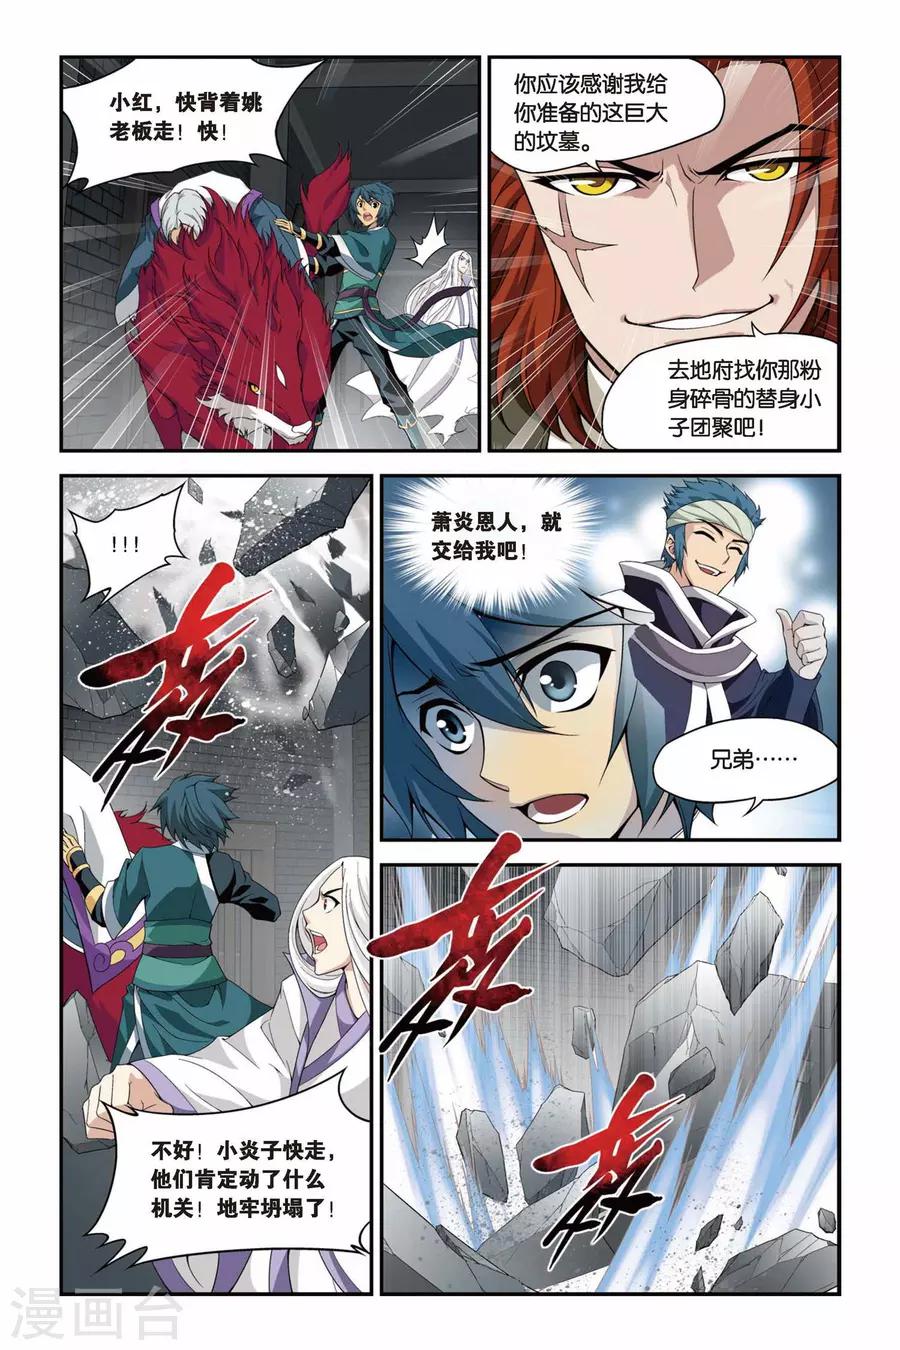 小红，快背着姚
老板走！快！
你应该感谢我给
你准备的这巨大
的坟墓。
去地府找你那粉
身碎骨的替身小
子团聚吧！
！！！
轰
萧炎恩人，就
交给我吧！
兄弟……
不好！小炎子快走，
他们肯定动了什么
机关！地牢坍塌了！
轰
轰
漫画台